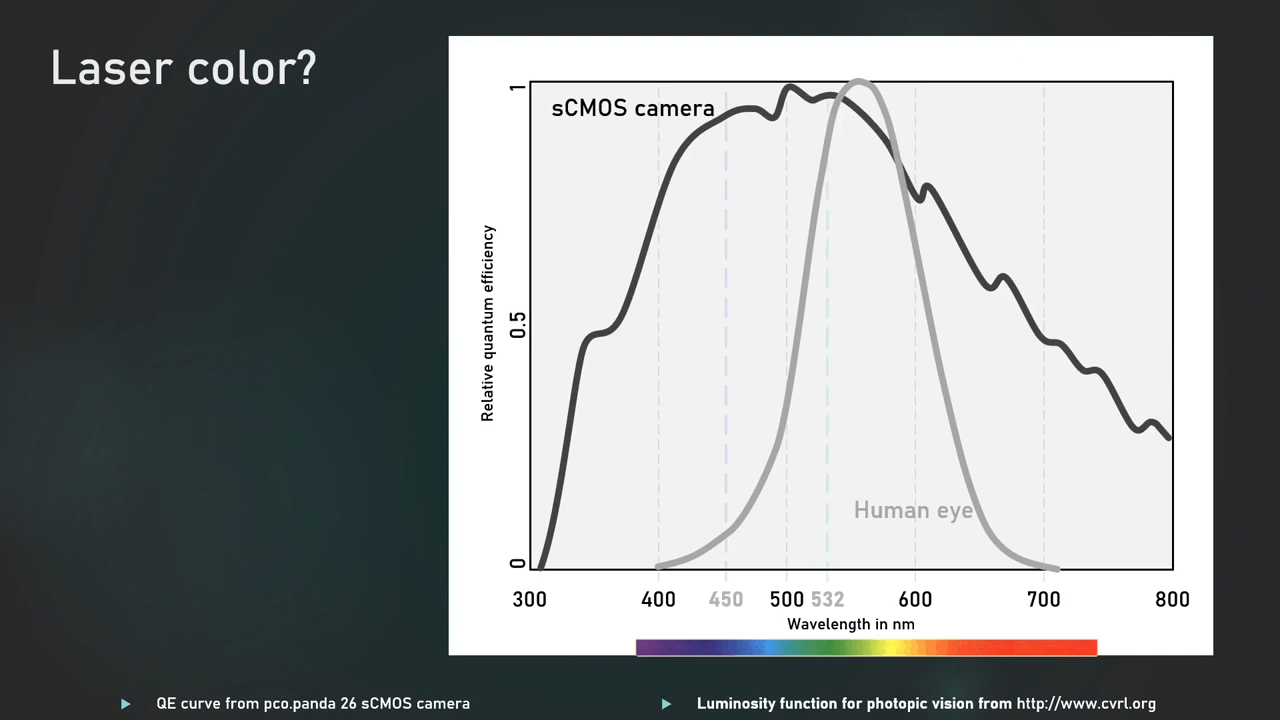 Laser color?
sCMOS camera
Relative quantum efficiency
1
0.5
0
Human eye
300 400 450 500 532 600 700 800
Wavelength in nm
QE curve from pco.panda 26 sCMOS camera
Luminosity function for photopic vision from http://www.cvrl.org